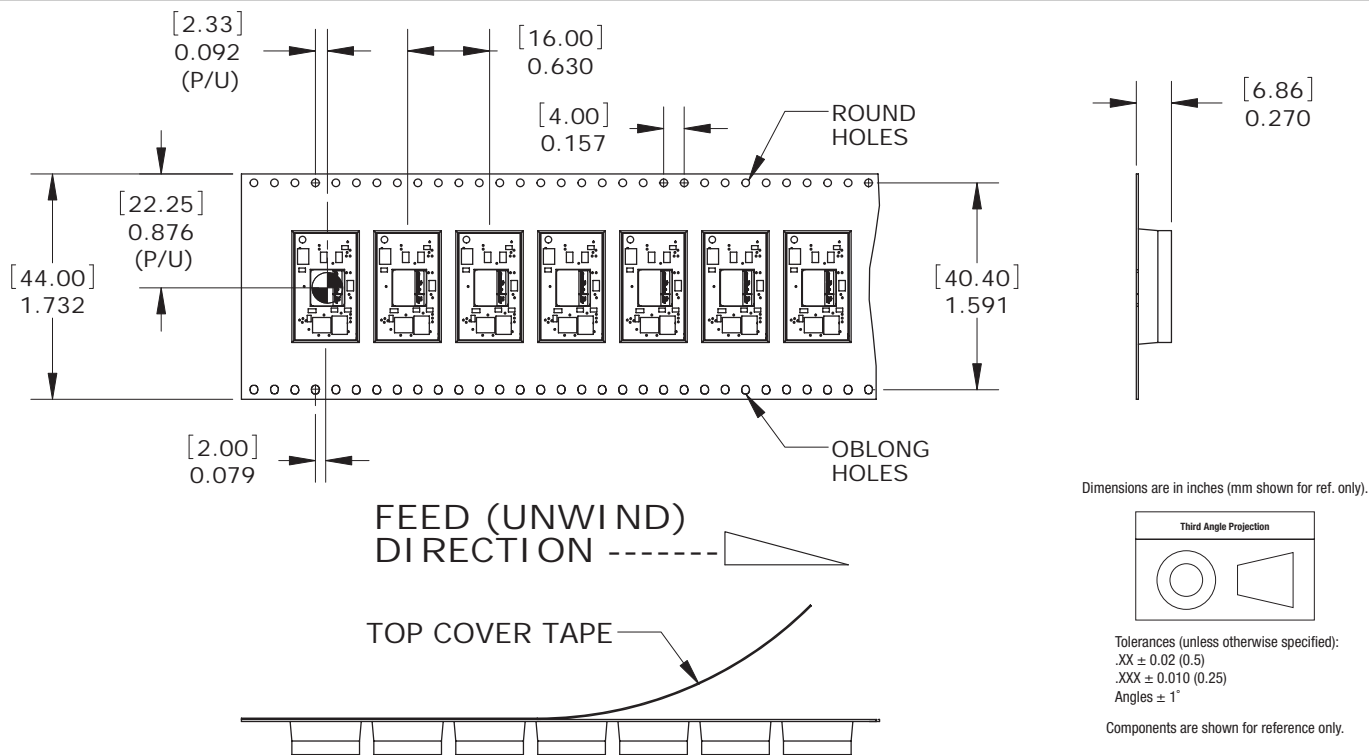 [2.33]
0.092
(P/U)
[16.00]
0.630
[4.00]
0.157
ROUND
HOLES
[6.86]
0.270
[22.25]
0.876
(P/U)
[44.00]
1.732
[40.40]
1.591
[2.00]
0.079
OBLONG
HOLES
FEED (UNWIND)
DIRECTION
TOP COVER TAPE
Dimensions are in inches (mm shown for ref. only).
Third Angle Projection
Tolerances (unless otherwise specified):
.XX ± 0.02 (0.5)
.XXX ± 0.010 (0.25)
Angles ± 1˚
Components are shown for reference only.